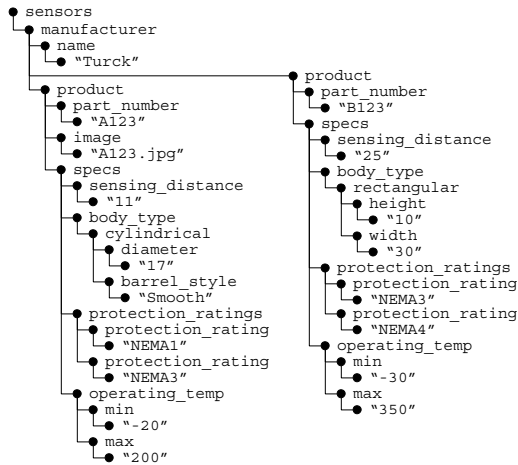 sensors
manufacturer
name
“Turck”
product
part_number
“A123”
image
“A123.jpg”
specs
sensing_distance
“11”
body_type
cylindrical
diameter
“17”
barrel_style
“Smooth”
protection_ratings
protection_rating
“NEMA1”
protection_rating
“NEMA3”
operating_temp
min
“-20”
max
“200”
product
part_number
“B123”
specs
sensing_distance
“25”
body_type
rectangular
height
“10”
width
“30”
protection_ratings
protection_rating
“NEMA3”
protection_rating
“NEMA4”
operating_temp
min
“-30”
max
“350”